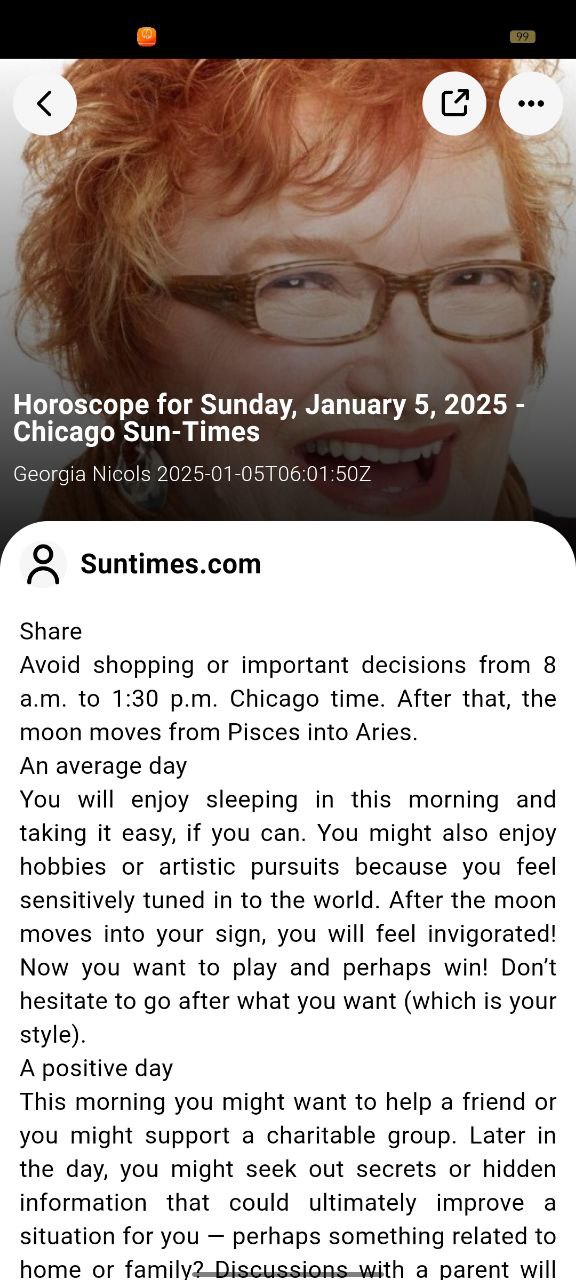 99
Horoscope for Sunday, January 5, 2025 -
Chicago Sun-Times
Georgia Nicols 2025-01-05T06:01:50Z
Suntimes.com
Share
Avoid shopping or important decisions from 8
a.m. to 1:30 p.m. Chicago time. After that, the
moon moves from Pisces into Aries.
An average day
You will enjoy sleeping in this morning and
taking it easy, if you can. You might also enjoy
hobbies or artistic pursuits because you feel
sensitively tuned in to the world. After the moon
moves into your sign, you will feel invigorated!
Now you want to play and perhaps win! Don’t
hesitate to go after what you want (which is your
style).
A positive day
This morning you might want to help a friend or
you might support a charitable group. Later in
the day, you might seek out secrets or hidden
information that could ultimately improve a
situation for you — perhaps something related to
home or family? Discussions with a parent will